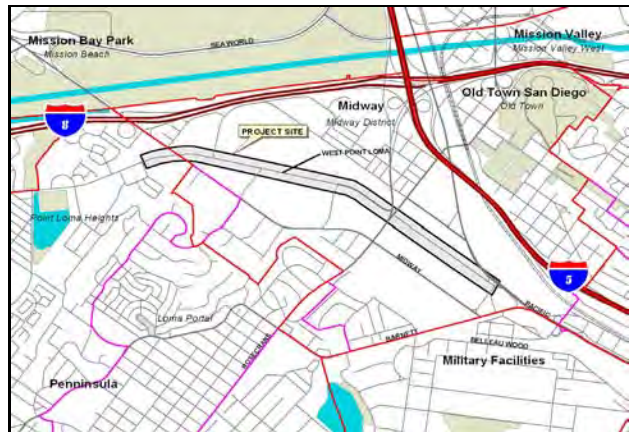 Mission Bay Park
Mission Beach
SEA WORLD
Mission Valley
Mission Valley West
8
Midway
Midway District
Old Town San Diego
Old Town
PROJECT SITE
WEST POINT LOMA
Point Loma Heights
MIDWAY
5
PACIFIC
Loma Portal
ROSECRANS
BARNETT
BELLEAU WOOD
Military Facilities
Penninsula